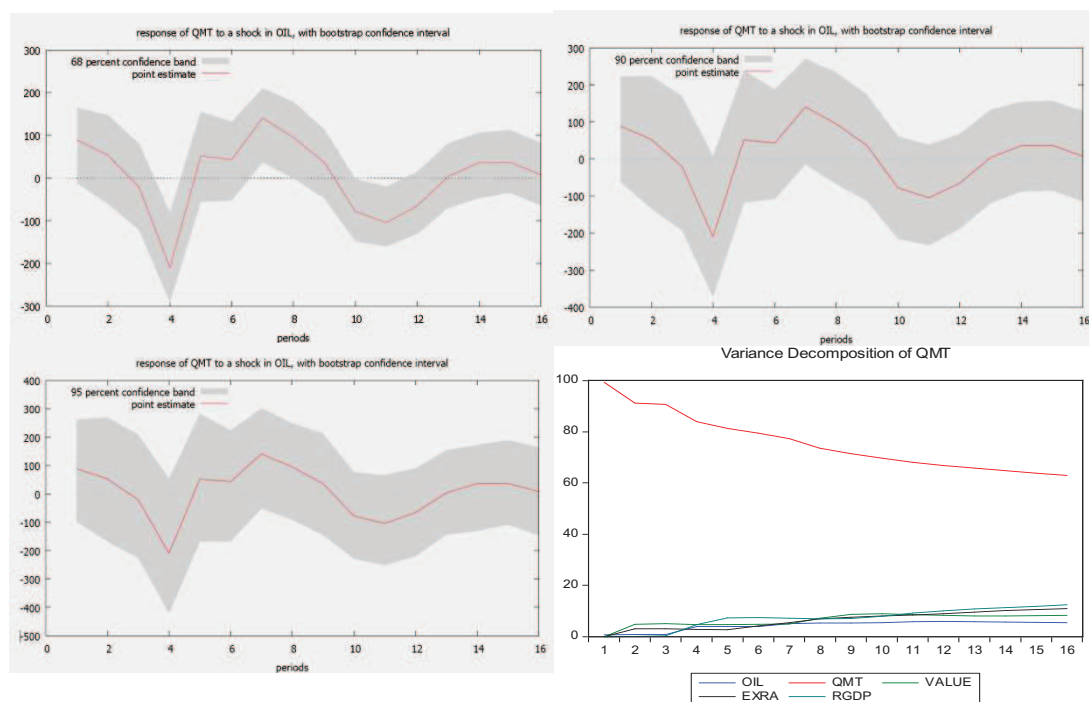 response of QMT to a shock in OIL, with bootstrap confidence interval
300
200
100
0
-100
-200
-300
68 percent confidence band
point estimate
0 2 4 6 8 10 12 14 16
periods
response of QMT to a shock in OIL, with bootstrap confidence interval
300
200
100
0
-100
-200
-300
-400
90 percent confidence band
point estimate
0 2 4 6 8 10 12 14 16
periods
response of QMT to a shock in OIL, with bootstrap confidence interval
400
300
200
100
0
-100
-200
-300
-400
-500
95 percent confidence band
point estimate
0 2 4 6 8 10 12 14 16
periods
Variance Decomposition of QMT
100
80
60
40
20
0
1 2 3 4 5 6 7 8 9 10 11 12 13 14 15 16
OIL QMT VALUE
EXRA RGDP